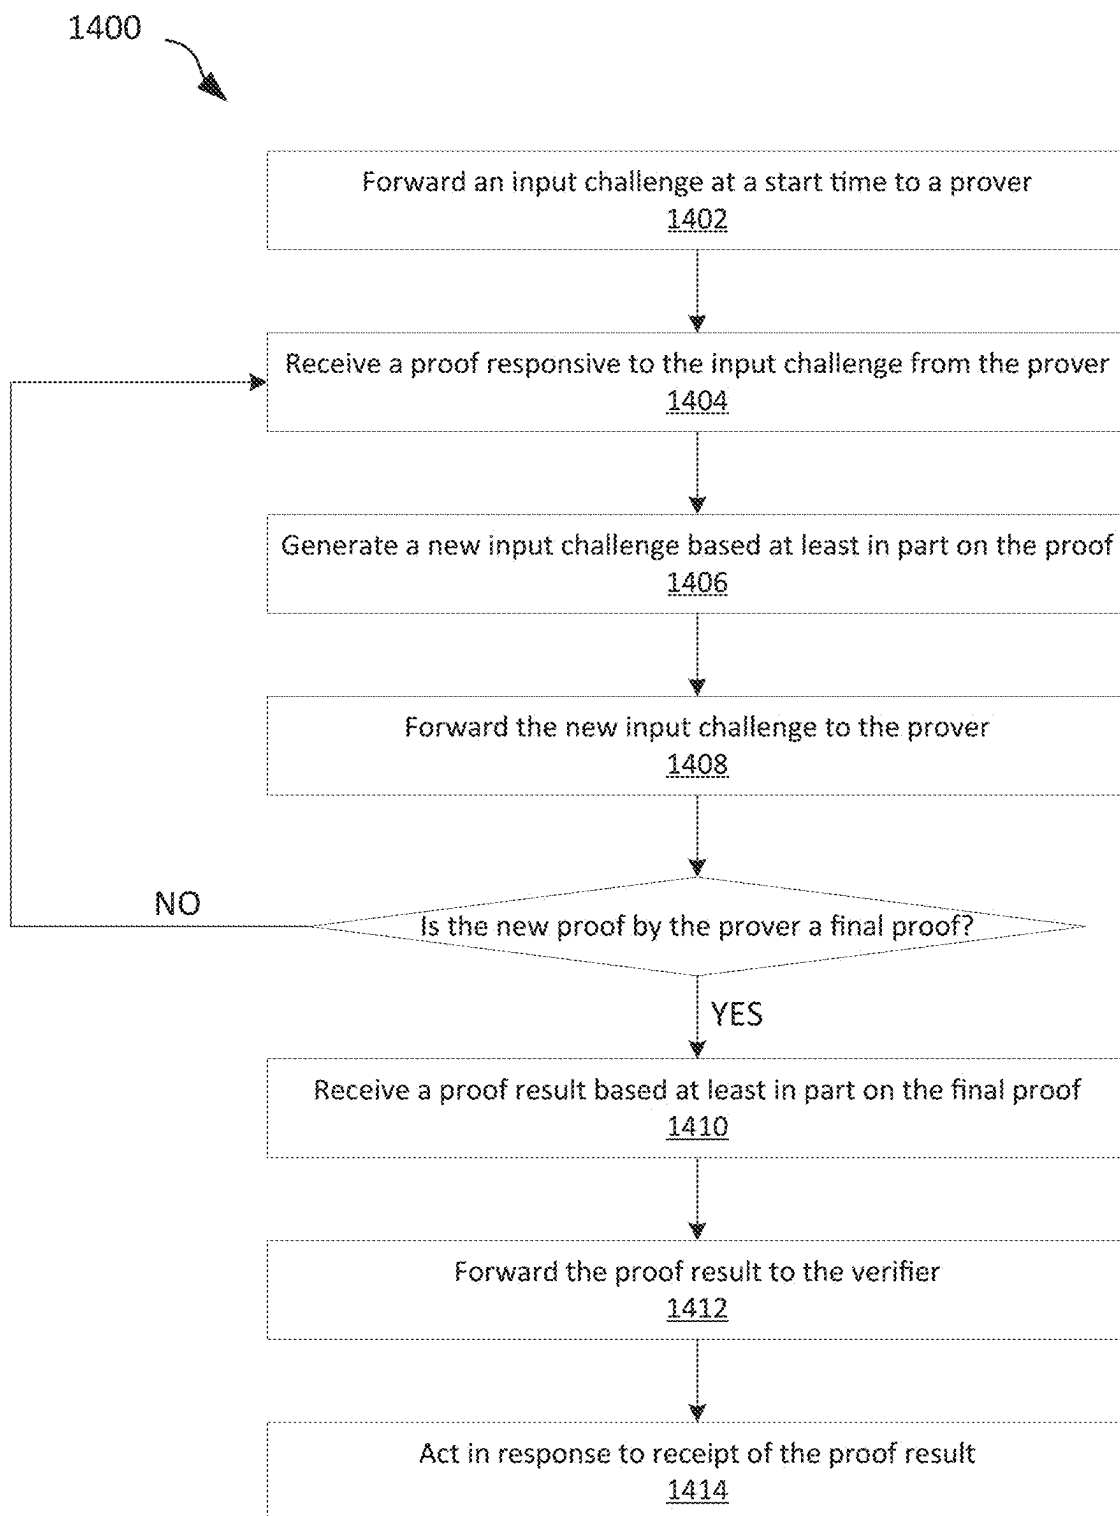 1400
Forward an input challenge at a start time to a prover
1402
Receive a proof responsive to the input challenge from the prover
1404
Generate a new input challenge based at least in part on the proof
1406
Forward the new input challenge to the prover
1408
NO
Is the new proof by the prover a final proof?
YES
Receive a proof result based at least in part on the final proof
1410
Forward the proof result to the verifier
1412
Act in response to receipt of the proof result
1414